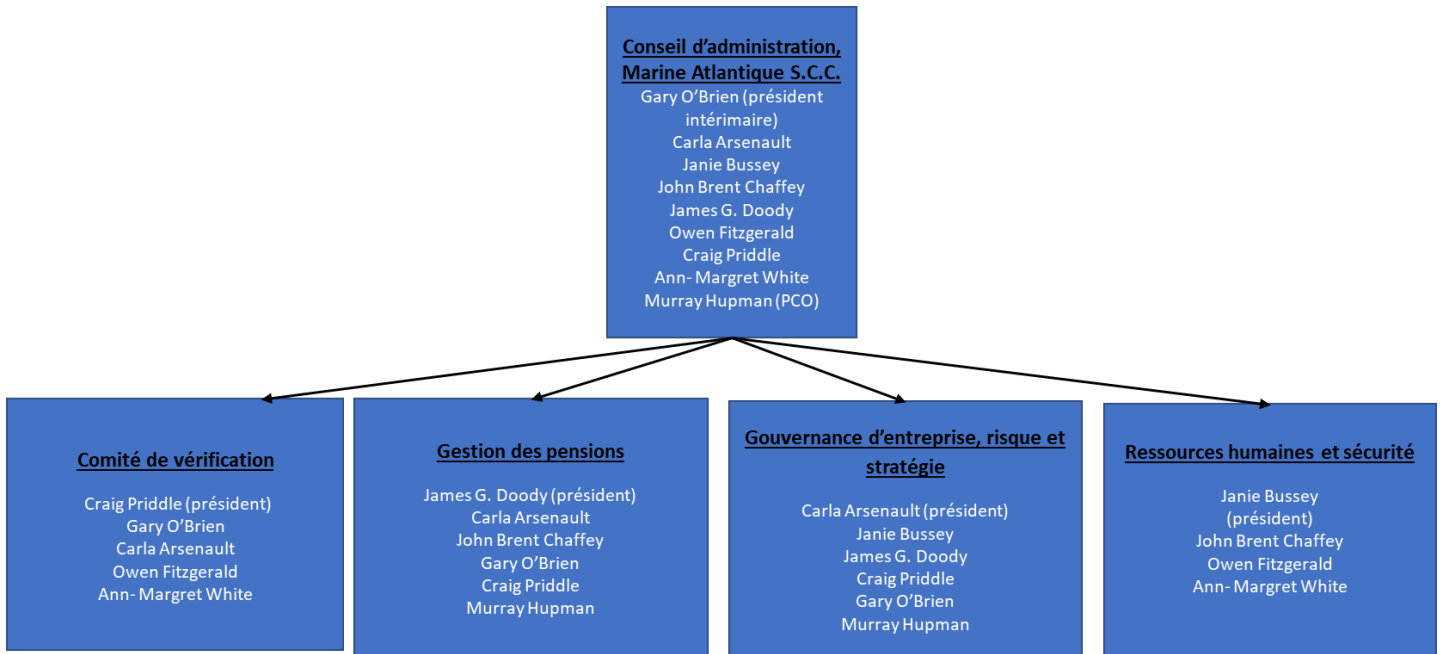 Conseil d’administration,
Marine Atlantique S.C.C.
Gary O’Brien (président
intérimaire)
Carla Arsenault
Janie Bussey
John Brent Chaffey
James G. Doody
Owen Fitzgerald
Craig Priddle
Ann- Margret White
Murray Hupman (PCO)
Comité de vérification
Craig Priddle (président)
Gary O’Brien
Carla Arsenault
Owen Fitzgerald
Ann- Margret White
Gestion des pensions
James G. Doody (président)
Carla Arsenault
John Brent Chaffey
Gary O’Brien
Craig Priddle
Murray Hupman
Gouvernance d’entreprise, risque et
stratégie
Carla Arsenault (président)
Janie Bussey
James G. Doody
Craig Priddle
Gary O’Brien
Murray Hupman
Ressources humaines et sécurité
Janie Bussey
(président)
John Brent Chaffey
Owen Fitzgerald
Ann- Margret White